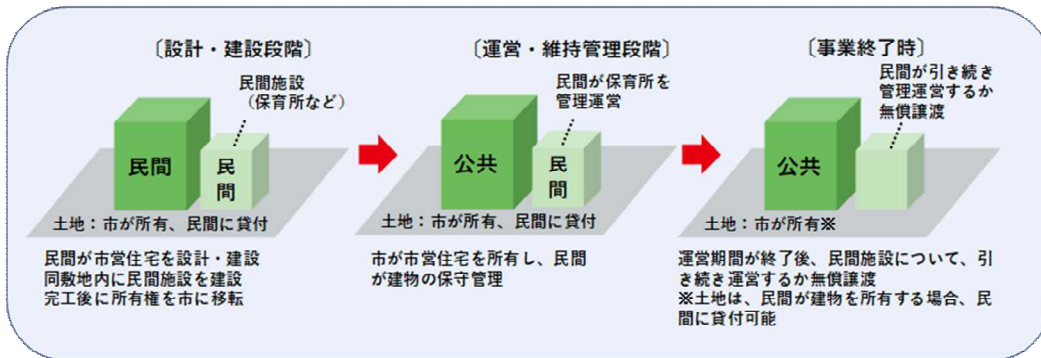 〔設計・建設段階〕
民間施設
（保育所など）
民間
民
間
土地：市が所有、民間に貸付
民間が市営住宅を設計・建設
同敷地内に民間施設を建設
完工後に所有権を市に移転
〔運営・維持管理段階〕
民間が保育所を
管理運営
公共
民
間
土地：市が所有、民間に貸付
市が市営住宅を所有し、民間
が建物の保守管理
〔事業終了時〕
民間が引き続き
管理運営するか
無償譲渡
公共
土地：市が所有※
運営期間が終了後、民間施設について、引
き続き運営するか無償譲渡
※土地は、民間が建物を所有する場合、民
間に貸付可能